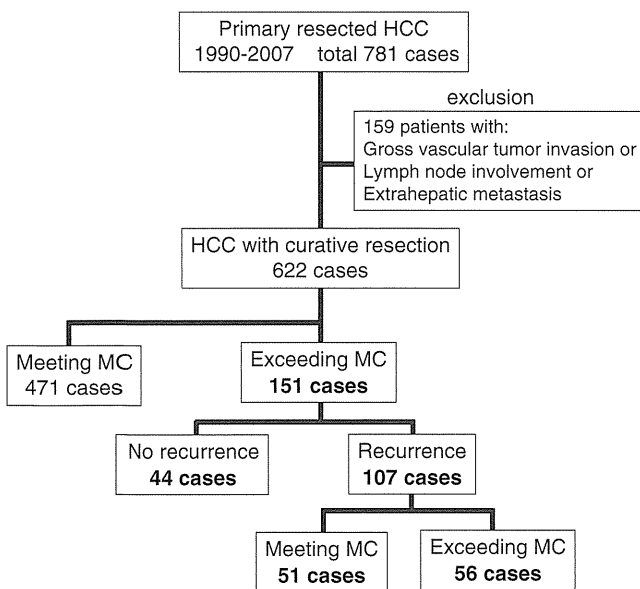 Primary resected HCC
1990-2007 total 781 cases
exclusion
159 patients with:
Gross vascular tumor invasion or
Lymph node involvement or
Extrahepatic metastasis
HCC with curative resection
622 cases
Meeting MC
471 cases
Exceeding MC
151 cases
No recurrence
44 cases
Recurrence
107 cases
Meeting MC
51 cases
Exceeding MC
56 cases